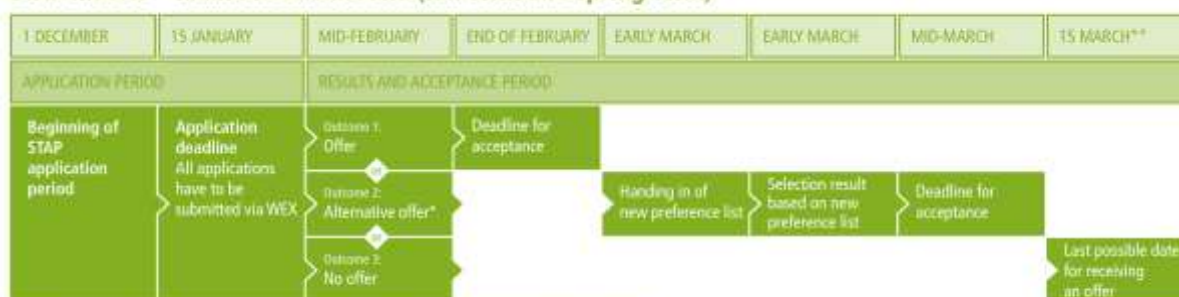 1 DECEMBER
15 JANUARY
MID-FEBRUARY
END OF FEBRUARY
EARLY MARCH
EARLY MARCH
MID-MARCH
15 MARCH**
APPLICATION PERIOD
RESULTS AND ACCEPTANCE PERIOD
Beginning of
STAP
application
period
Application
deadline
All applications
have to be
submitted via WEX
Outcome 1:
Offer
or
Outcome 2:
Alternative offer*
or
Outcome 3:
No offer
Deadline for
acceptance
Handing in of
new preference list
Selection result
based on new
preference list
Deadline for
acceptance
Last possible date
for receiving
an offer